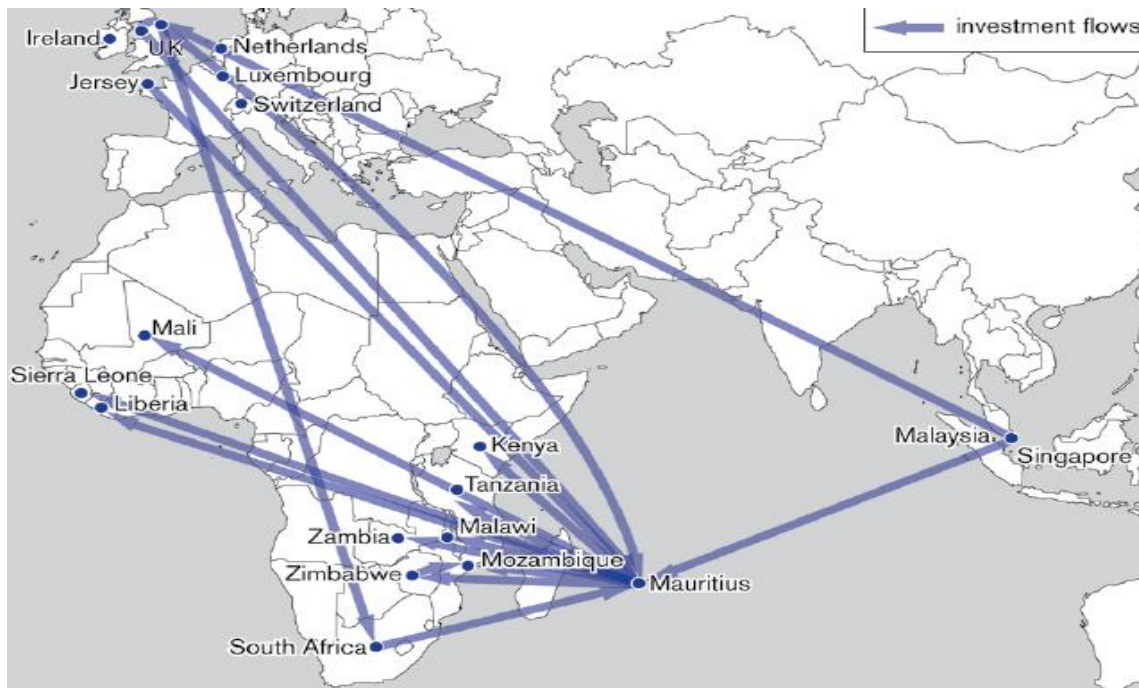 investment flows
Ireland
UK
Netherlands
Luxembourg
Jersey
Switzerland
Mali
Sierra Leone
Liberia
Kenya
Malaysia
Singapore
Tanzania
Malawi
Zambia
Mozambique
Zimbabwe
Mauritius
South Africa